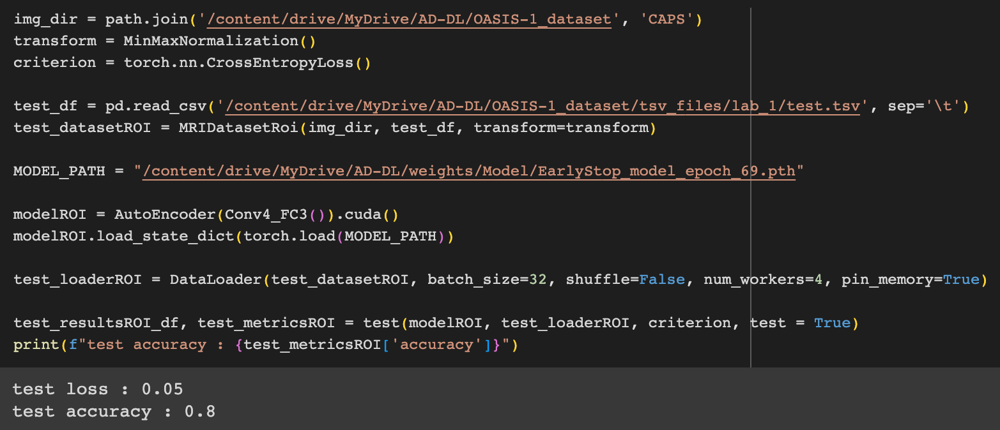 img_dir = path.join('/content/drive/MyDrive/AD-DL/OASIS-1_dataset', 'CAPS')
transform = MinMaxNormalization()
criterion = torch.nn.CrossEntropyLoss()
test_df = pd.read_csv('/content/drive/MyDrive/AD-DL/OASIS-1_dataset/tsv_files/lab_1/test.tsv', sep='\t')
test_datasetROI = MRIDatasetRoi(img_dir, test_df, transform=transform)
MODEL_PATH = "/content/drive/MyDrive/AD-DL/weights/Model/EarlyStop_model_epoch_69.pth"
modelROI = AutoEncoder(Conv4_FC3()).cuda()
modelROI.load_state_dict(torch.load(MODEL_PATH))
test_loaderROI = DataLoader(test_datasetROI, batch_size=32, shuffle=False, num_workers=4, pin_memory=True)
test_resultsROI_df, test_metricsROI = test(modelROI, test_loaderROI, criterion, test = True)
print(f"test accuracy : {test_metricsROI['accuracy']}")
test loss : 0.05
test accuracy : 0.8